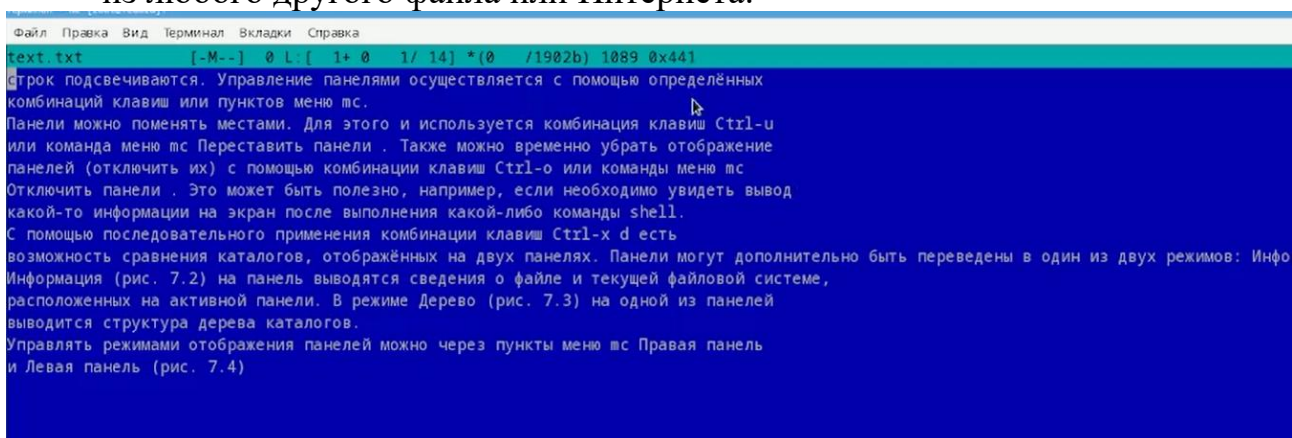 из любого другого файла или Интернета.
Файл Правка Вид Терминал Вкладки Справка
text.txt [-M--] 0 L:[ 1+ 0 1/ 14] *(0 /1902b) 1089 0x441
строк подсвечиваются. Управление панелями осуществляется с помощью определённых
комбинаций клавиш или пунктов меню mc.
Панели можно поменять местами. Для этого и используется комбинация клавиш Ctrl-u
или команда меню mc Переставить панели . Также можно временно убрать отображение
панелей (отключить их) с помощью комбинации клавиш Ctrl-o или команды меню mc
Отключить панели . Это может быть полезно, например, если необходимо увидеть вывод
какой-то информации на экран после выполнения какой-либо команды shell.
С помощью последовательного применения комбинации клавиш Ctrl-x d есть
возможность сравнения каталогов, отображённых на двух панелях. Панели могут дополнительно быть переведены в один из двух режимов: Инфо
Информация (рис. 7.2) на панель выводятся сведения о файле и текущей файловой системе,
расположенных на активной панели. В режиме Дерево (рис. 7.3) на одной из панелей
выводится структура дерева каталогов.
Управлять режимами отображения панелей можно через пункты меню mc Правая панель
и Левая панель (рис. 7.4)